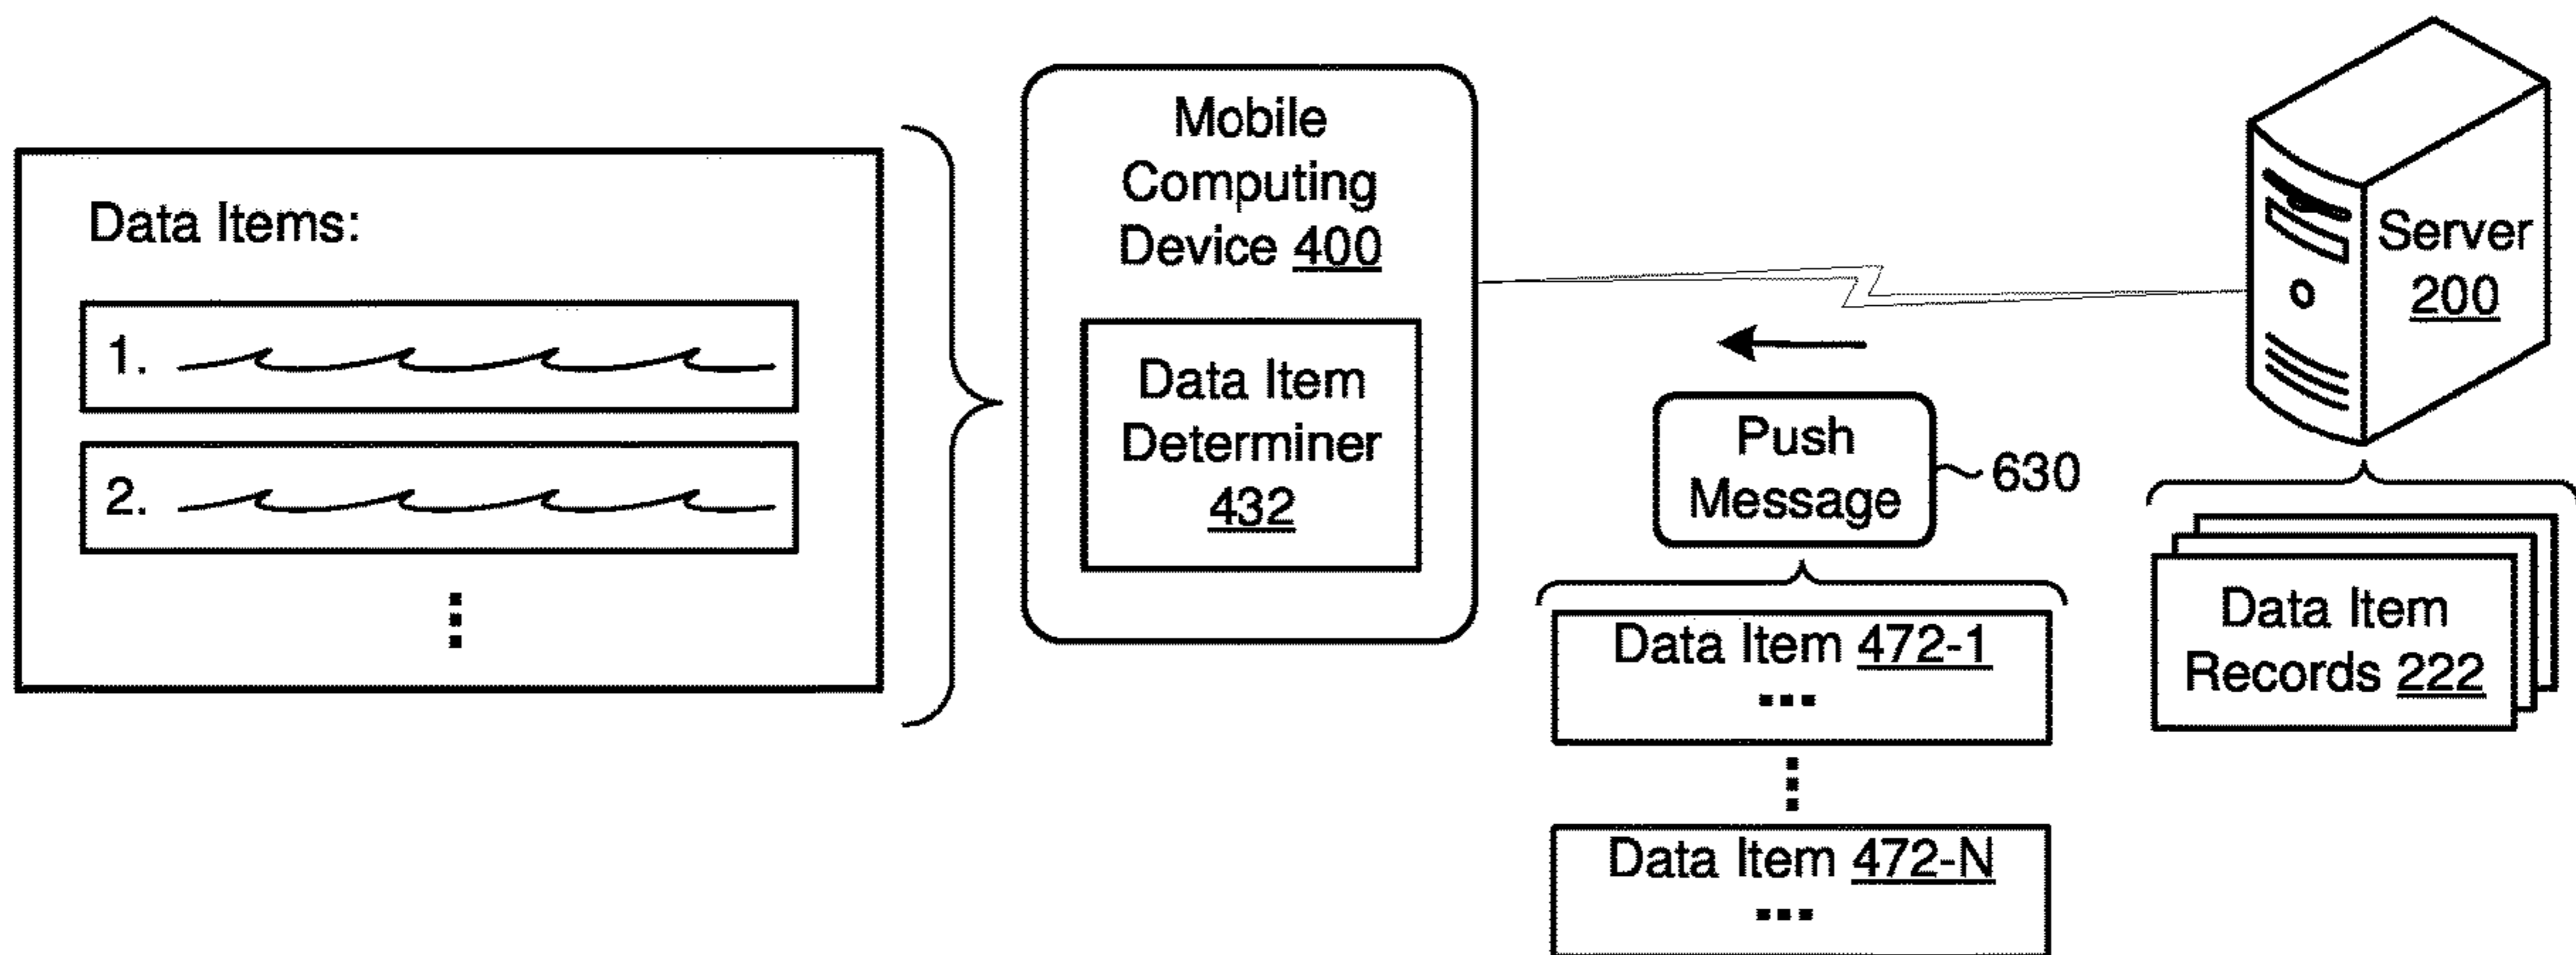 Data Items:
1.
2.
Mobile
Computing
Device 400
Data Item
Determiner
432
Push
Message
630
Data Item 472-1
...
Data Item 472-N
...
Server
200
Data Item
Records 222